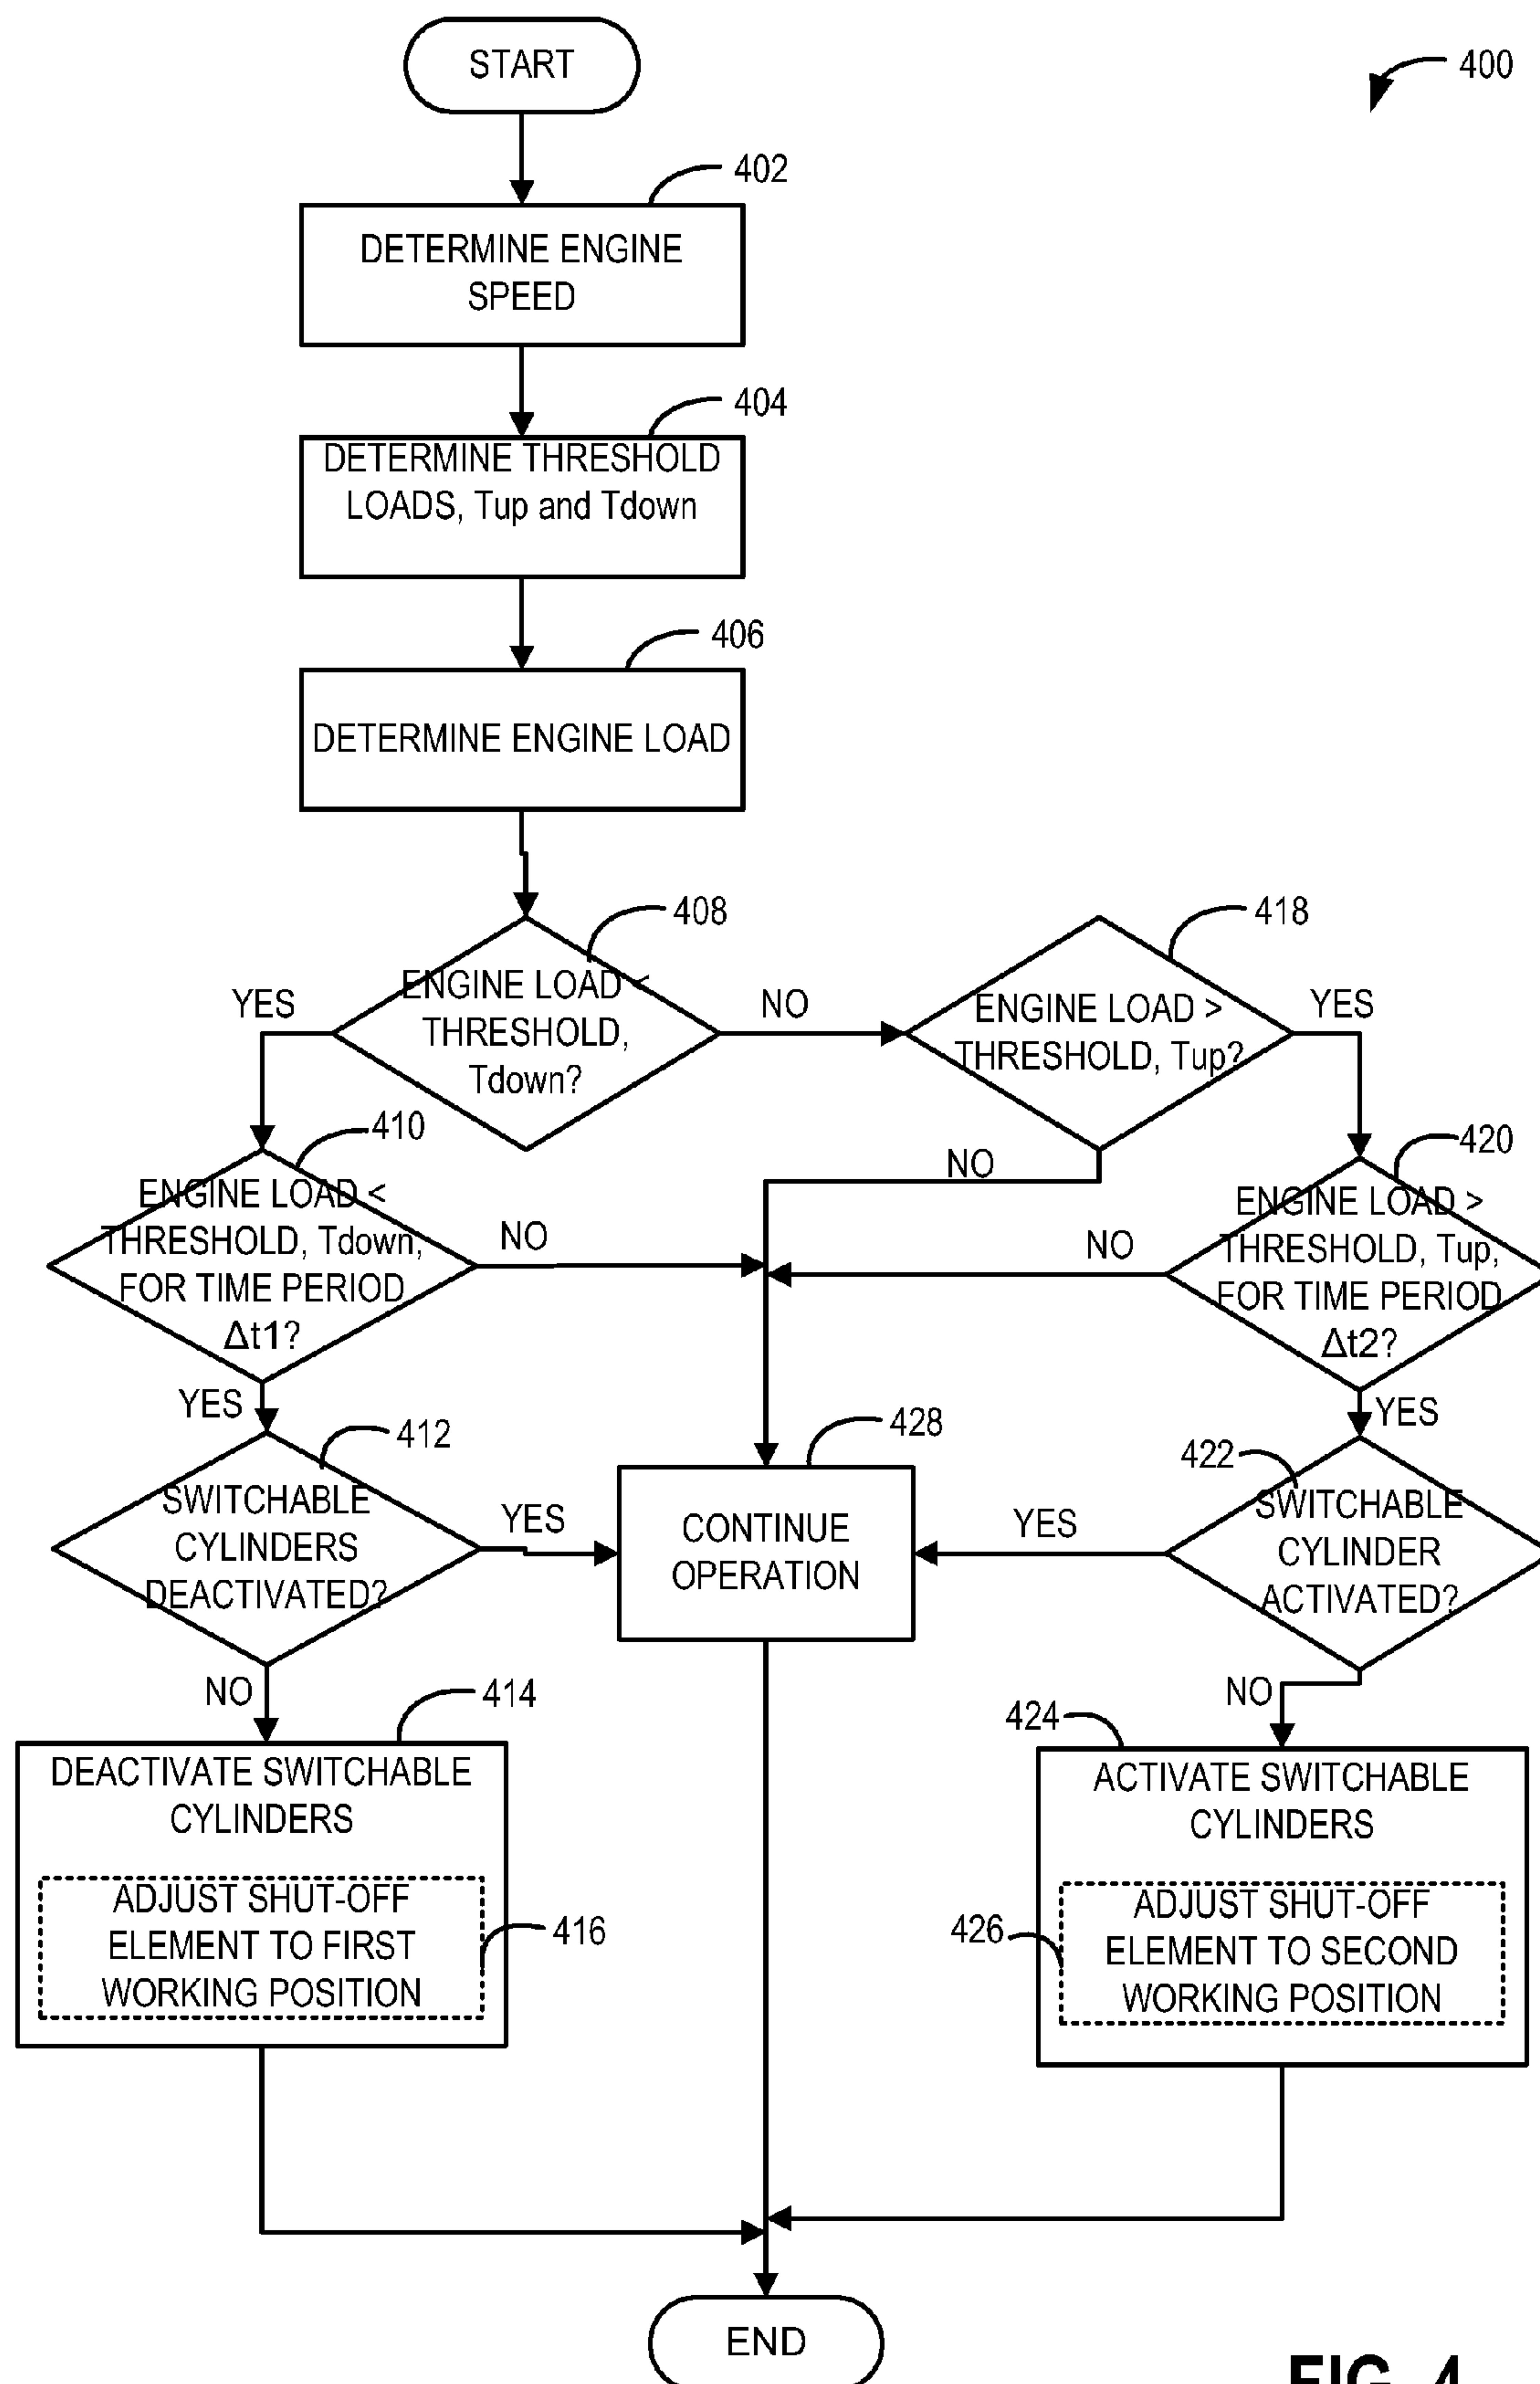 START
400
402
DETERMINE ENGINE
SPEED
404
DETERMINE THRESHOLD
LOADS, Tup and Tdown
406
DETERMINE ENGINE LOAD
408
ENGINE LOAD <
THRESHOLD,
Tdown?
YES
NO
418
ENGINE LOAD >
THRESHOLD, Tup?
YES
NO
410
ENGINE LOAD <
THRESHOLD, Tdown,
FOR TIME PERIOD
Δt1?
NO
YES
420
ENGINE LOAD >
THRESHOLD, Tup,
FOR TIME PERIOD
Δt2?
NO
YES
412
SWITCHABLE
CYLINDERS
DEACTIVATED?
YES
NO
428
CONTINUE
OPERATION
422
SWITCHABLE
CYLINDER
ACTIVATED?
YES
NO
414
DEACTIVATE SWITCHABLE
CYLINDERS
416
ADJUST SHUT-OFF
ELEMENT TO FIRST
WORKING POSITION
424
ACTIVATE SWITCHABLE
CYLINDERS
426
ADJUST SHUT-OFF
ELEMENT TO SECOND
WORKING POSITION
END
FIG. 4